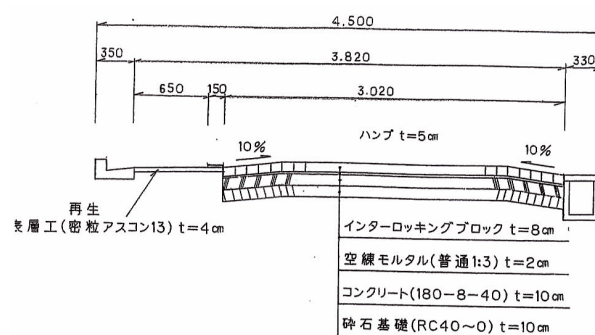 4.500
350
3.820
330
650
150
3.020
ハンプ t=5㎝
10%
10%
再生
表層工(密粒アスコン13) t=4㎝
インターロッキングブロック t=8㎝
空練モルタル(普通1:3) t=2㎝
コンクリート(180-8-40) t=10㎝
砕石基礎(RC40~0) t=10㎝